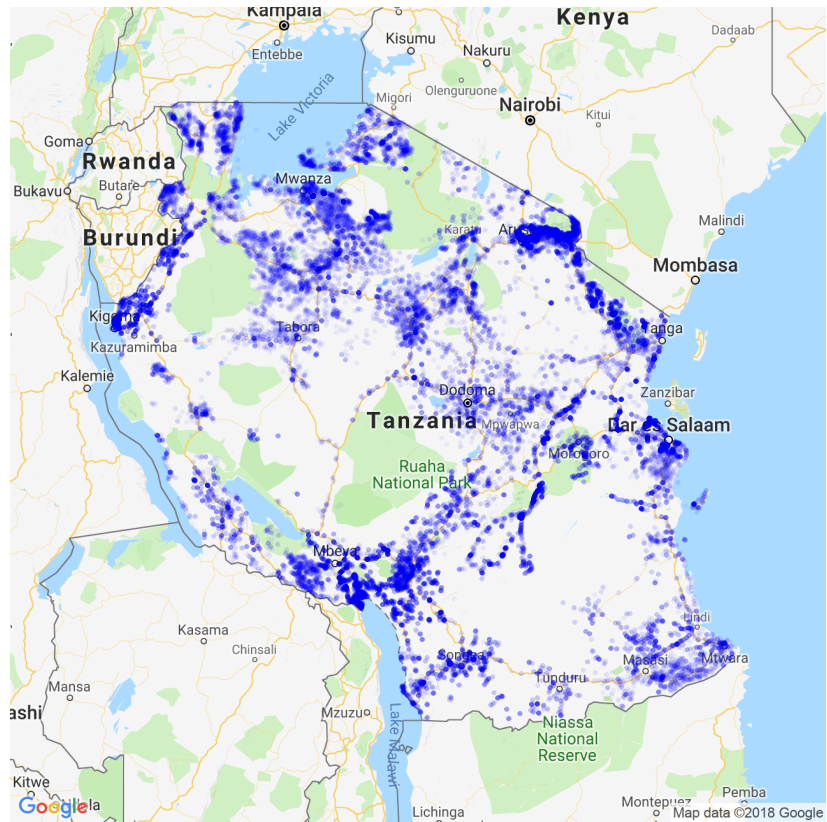 Kampala
Kenya
Entebbe
Kisumu
Dadaab
Nakuru
Olenguruone
Lake Victoria
Migori
Nairobi
Kitui
Goma
Rwanda
Butare
Bukavu
Mwanza
Malindi
Burundi
Karatu
Arus
Mombasa
Kigoma
Kazuramimba
Tabora
Tanga
Kalemie
Dodoma
Zanzibar
Tanzania
Mpwapwa
Dar es Salaam
Morogoro
Ruaha
National Park
Mbeya
Lindi
Kasama
Chinsali
Songea
Masasi
Mtwara
Tunduru
Mansa
ashi
Mzuzu
Lake Malawi
Niassa
National
Reserve
Kitwe
Pemba
Google
Montepuez
Lichinga
Map data ©2018 Google